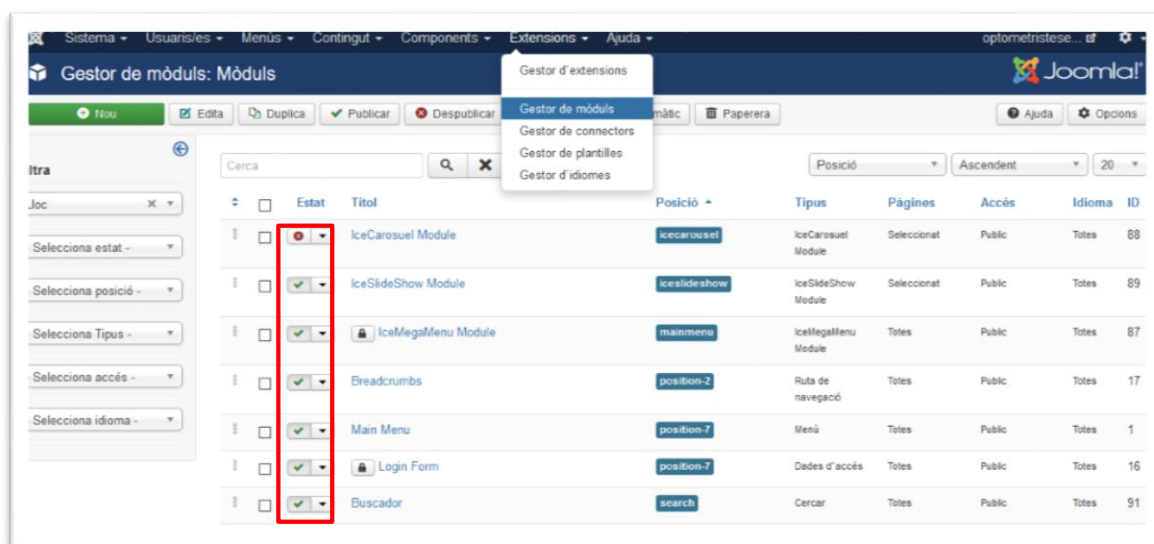 Sistema Usuaris/es Menús Contingut Components Extensions Ajuda optometristese...
Gestor de mòduls: Mòduls Joomla!
Gestor d'extensions
Gestor de mòduls
Gestor de connectors
Gestor de plantilles
Gestor d'idiomes
Nou Edita Duplica Publicar Despublicar màtic Paperera Ajuda Opcions
ltra
Cerca Posició Ascendent 20
Lloc
Selecciona estat -
Selecciona posició -
Selecciona Tipus -
Selecciona accés -
Selecciona idioma -
Estat Títol Posició Tipus Pàgines Accés Idioma ID
IceCarosuel Module icecarousel IceCarosuel Module Seleccionat Public Totes 88
IceSlideShow Module iceslideshow IceSlideShow Module Seleccionat Public Totes 89
IceMegaMenu Module mainmenu IceMegaMenu Module Totes Public Totes 87
Breadcrumbs position-2 Ruta de navegació Totes Public Totes 17
Main Menu position-7 Menú Totes Public Totes 1
Login Form position-7 Dades d'accés Totes Public Totes 16
Buscador search Cercar Totes Public Totes 91